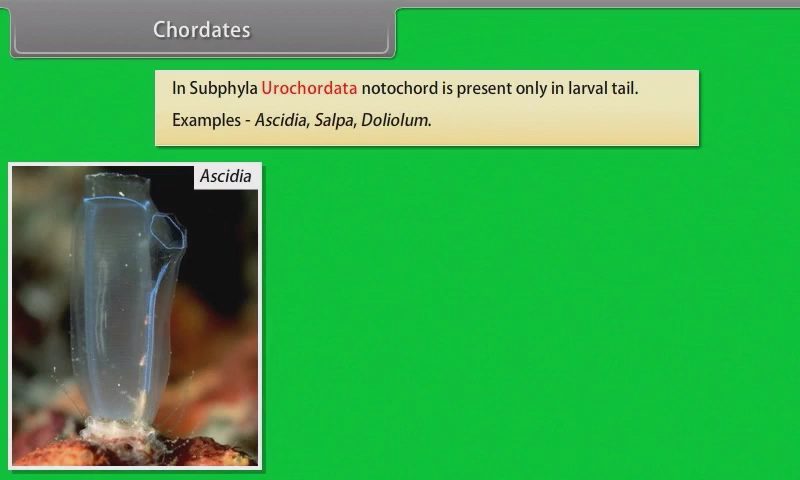 Chordates
In Subphyla Urochordata notochord is present only in larval tail.
Examples - Ascidia, Salpa, Doliolum.
Ascidia